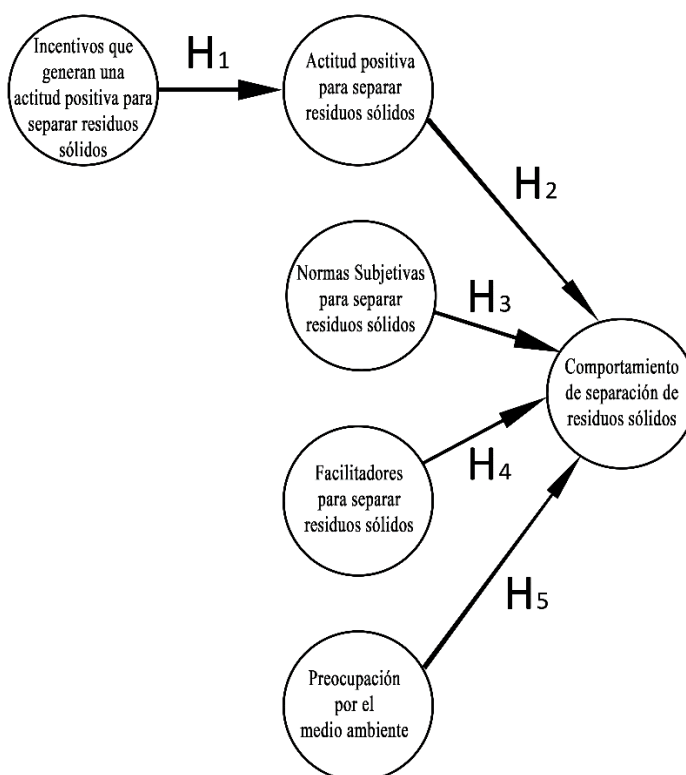 Incentivos que
generan una
actitud positiva para
separar residuos
sólidos
H1
Actitud positiva
para separar
residuos sólidos
H2
Normas Subjetivas
para separar
residuos sólidos
H3
Comportamiento
de separación de
residuos sólidos
Facilitadores
para separar
residuos sólidos
H4
H5
Preocupación
por el
medio ambiente